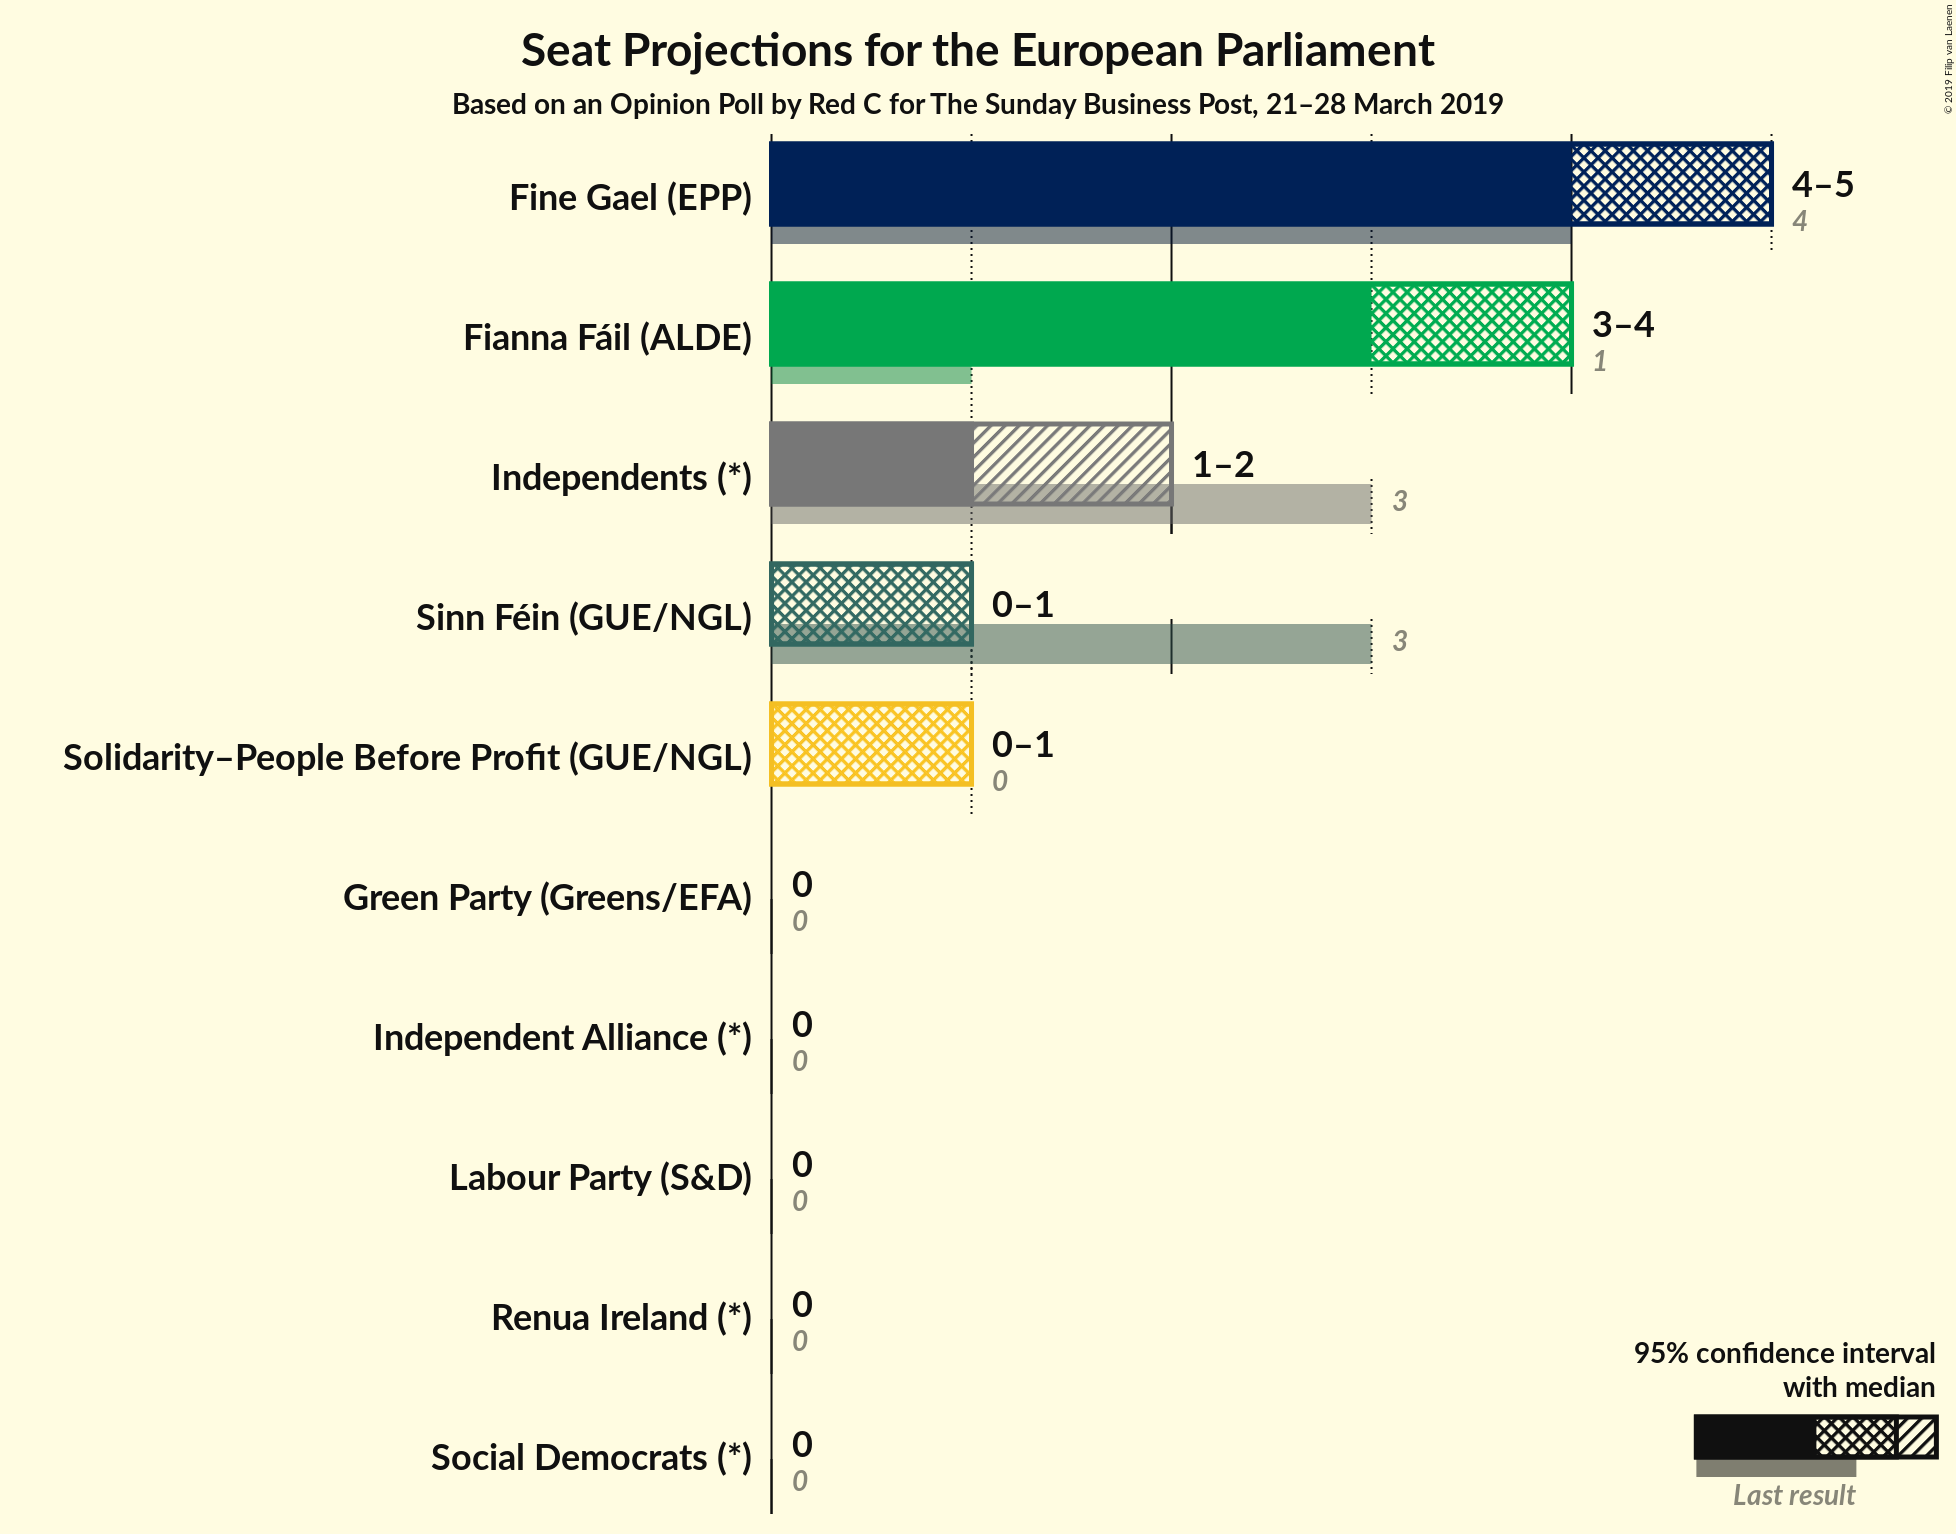 Seat Projections for the European Parliament
Based on an Opinion Poll by Red C for The Sunday Business Post, 21–28 March 2019
© 2019 Filip van Laenen
Fine Gael (EPP)
4–5
4
Fianna Fáil (ALDE)
3–4
1
Independents (*)
1–2
3
Sinn Féin (GUE/NGL)
0–1
3
Solidarity–People Before Profit (GUE/NGL)
0–1
0
Green Party (Greens/EFA)
0
0
Independent Alliance (*)
0
0
Labour Party (S&D)
0
0
Renua Ireland (*)
0
0
Social Democrats (*)
0
0
95% confidence interval
with median
Last result